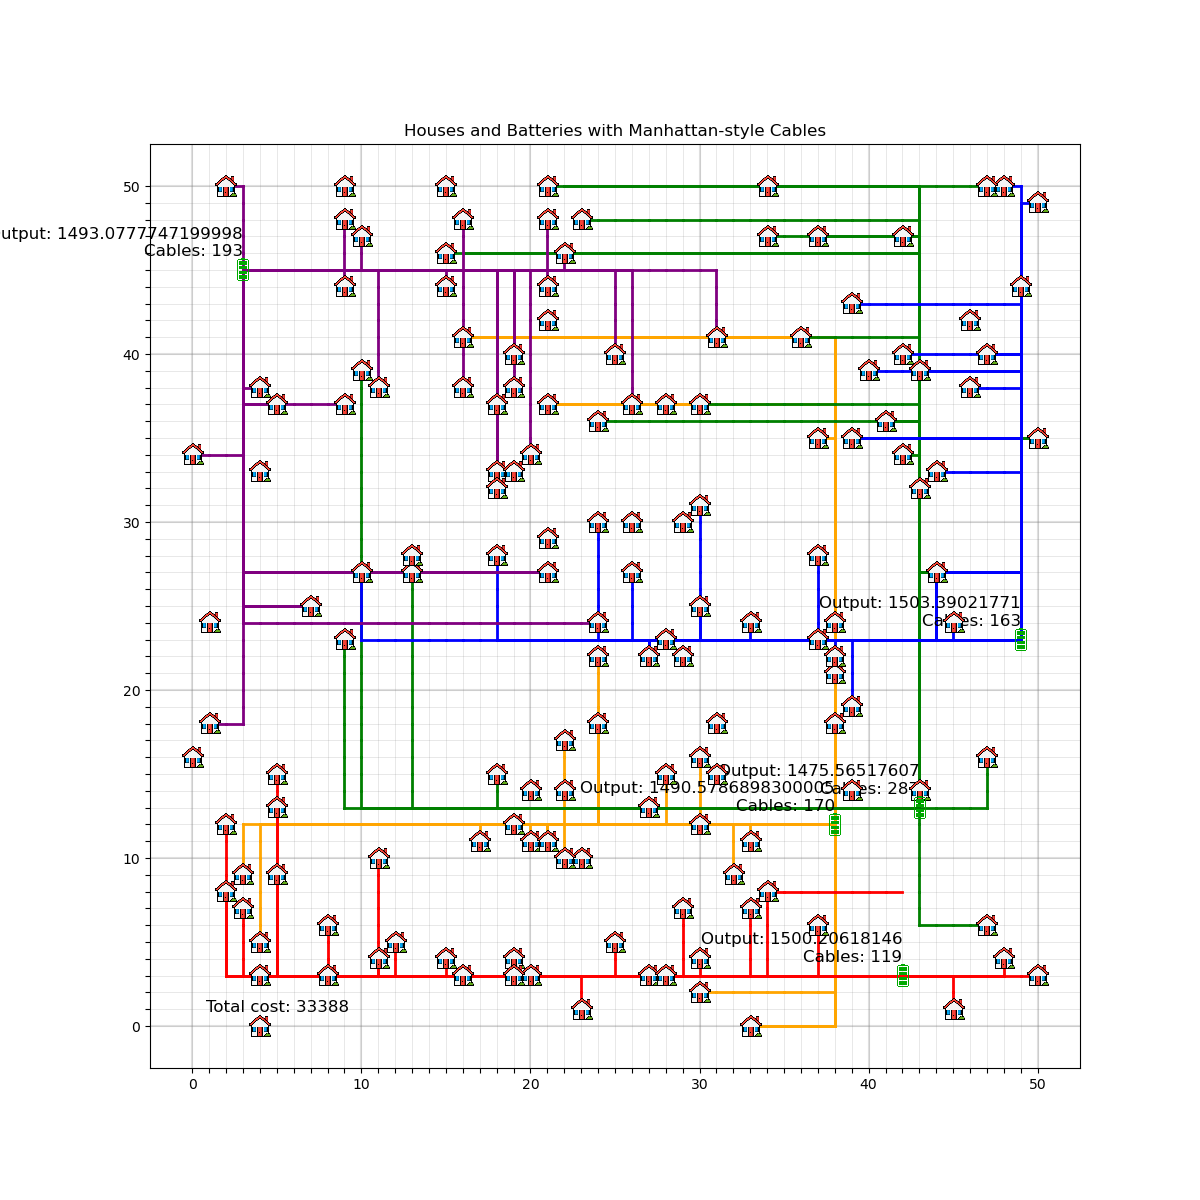 Houses and Batteries with Manhattan-style Cables
50
40
30
20
10
0
utput: 1493.0777747199998
Cables: 193
Output: 1503.39021771
Cables: 163
Output: 1475.56517607
Output: 1490.5786898300005
Cables: 170
Output: 1500.20618146
Cables: 119
Total cost: 33388
0 10 20 30 40 50